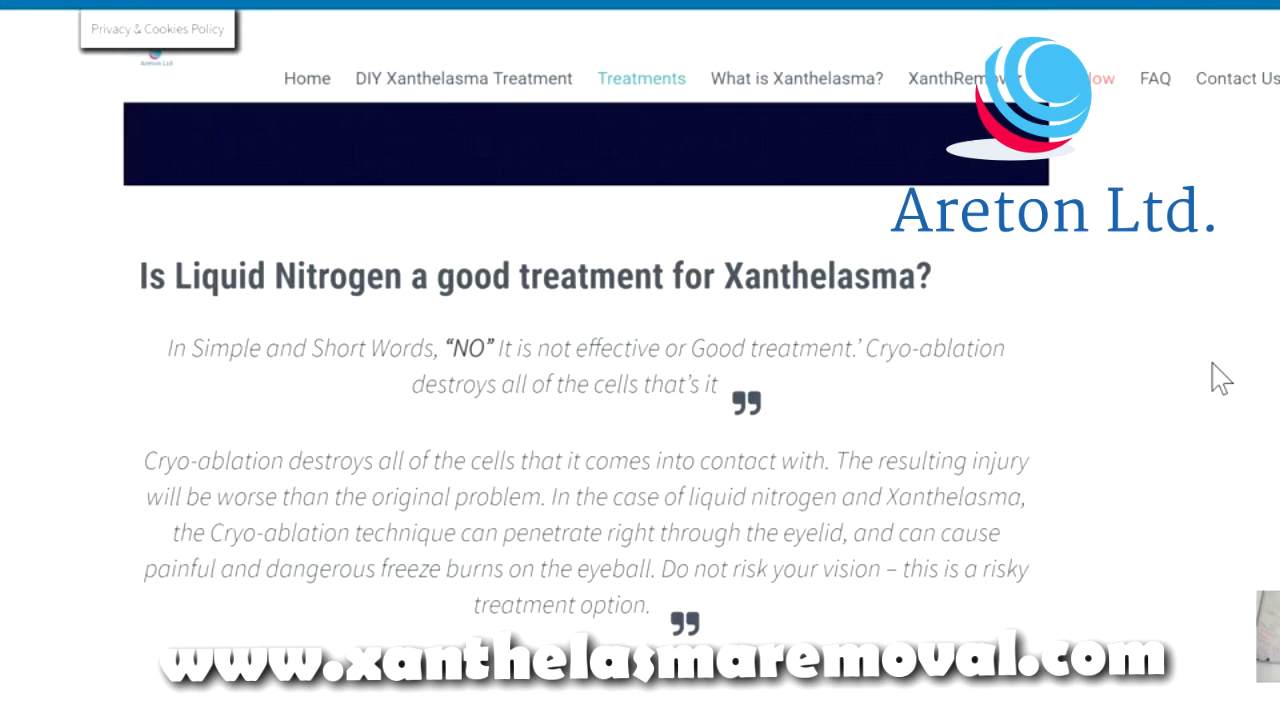 Privacy & Cookies Policy
Areton Ltd.
Home DIY Xanthelasma Treatment Treatments What is Xanthelasma? FAQ Contact Us
Areton Ltd.
Is Liquid Nitrogen a good treatment for Xanthelasma?
In Simple and Short Words, “NO” It is not effective or Good treatment.’ Cryo-ablation
destroys all of the cells that’s it ”
Cryo-ablation destroys all of the cells that it comes into contact with. The resulting injury
will be worse than the original problem. In the case of liquid nitrogen and Xanthelasma,
the Cryo-ablation technique can penetrate right through the eyelid, and can cause
painful and dangerous freeze burns on the eyeball. Do not risk your vision – this is a risky
treatment option. ”
www.xanthelasmaremoval.com